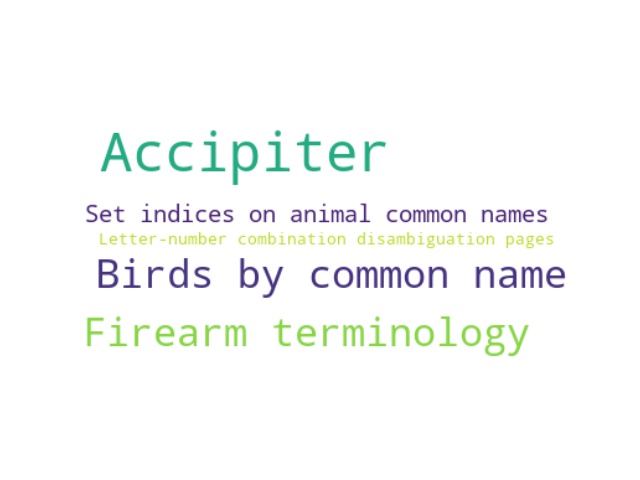 Accipiter
Set indices on animal common names
Letter-number combination disambiguation pages
Birds by common name
Firearm terminology